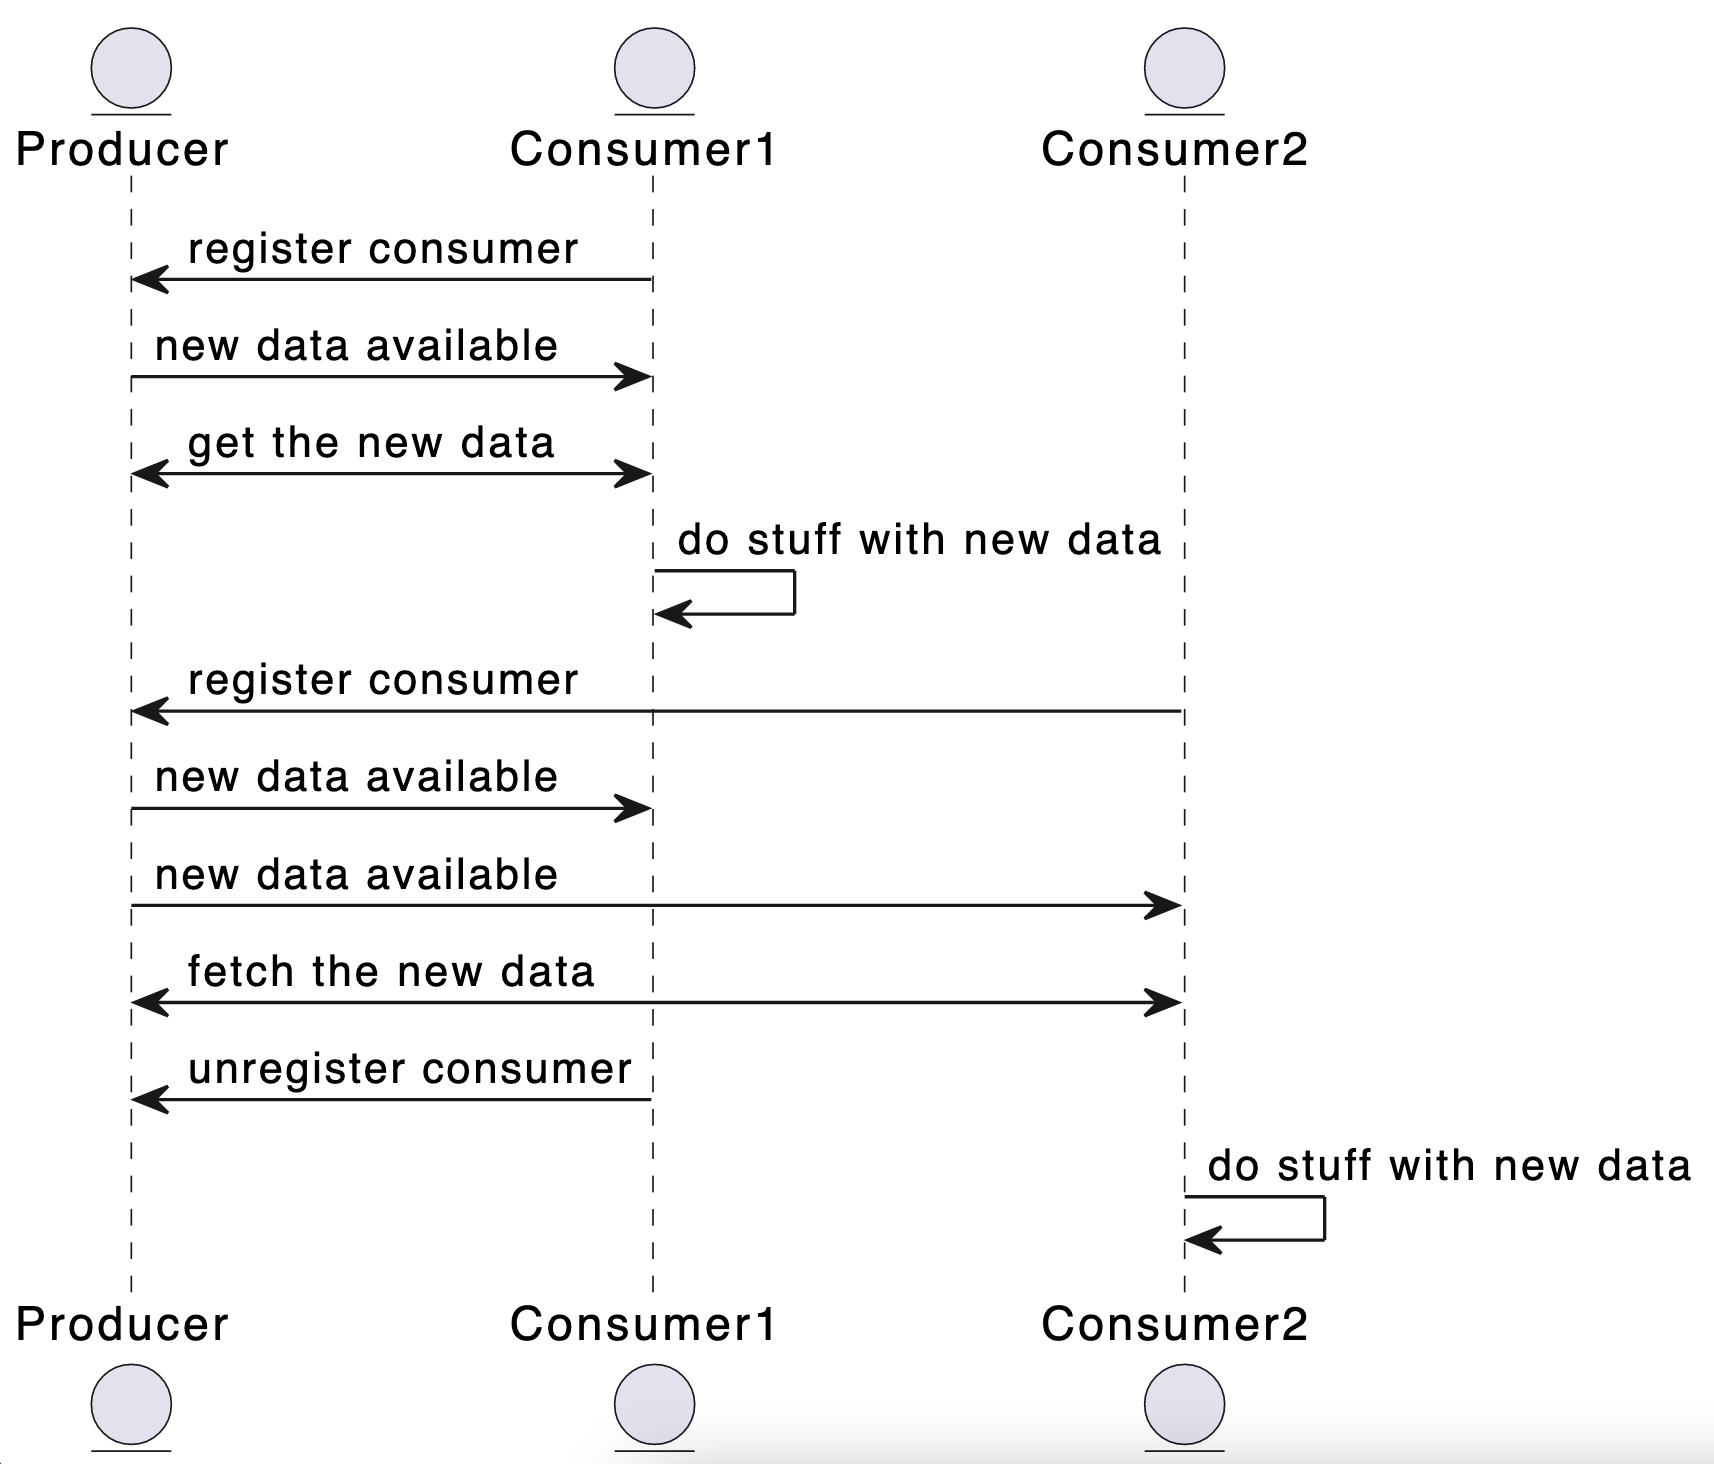 Producer Consumer1 Consumer2
register consumer
new data available
get the new data
do stuff with new data
register consumer
new data available
new data available
fetch the new data
unregister consumer
do stuff with new data
Producer Consumer1 Consumer2